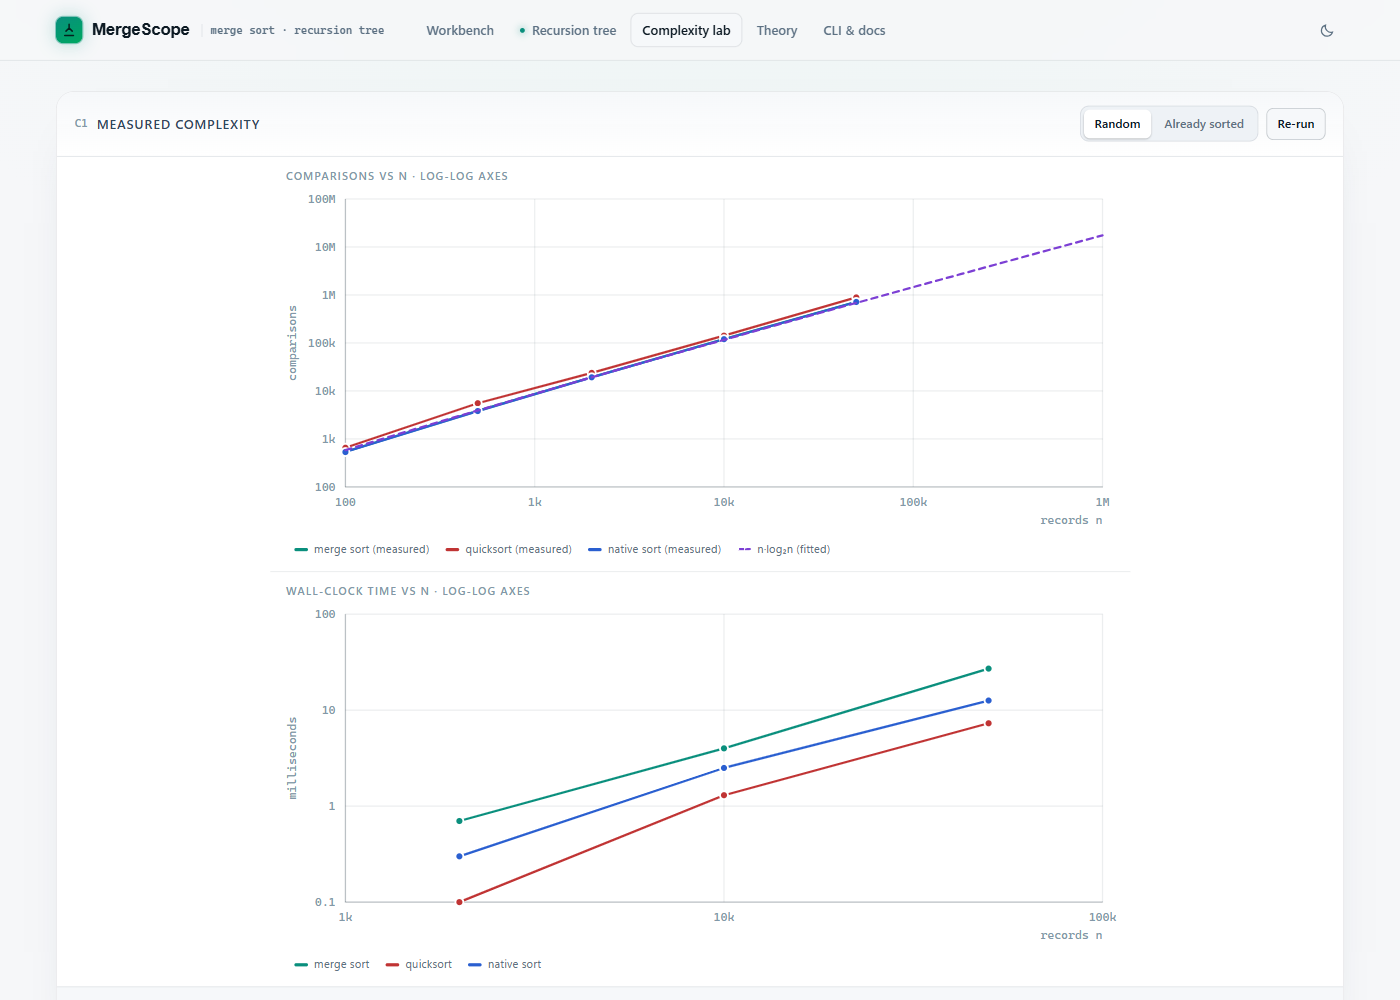 MergeScope merge sort · recursion tree Workbench Recursion tree Complexity lab Theory CLI & docs
C1 MEASURED COMPLEXITY Random Already sorted Re-run
COMPARISONS VS N · LOG-LOG AXES
100M
10M
1M
100k
10k
1k
100
comparisons
100 1k 10k 100k 1M
records n
merge sort (measured) quicksort (measured) native sort (measured) n·log₂n (fitted)
WALL-CLOCK TIME VS N · LOG-LOG AXES
100
10
1
0.1
milliseconds
1k 10k 100k
records n
merge sort quicksort native sort